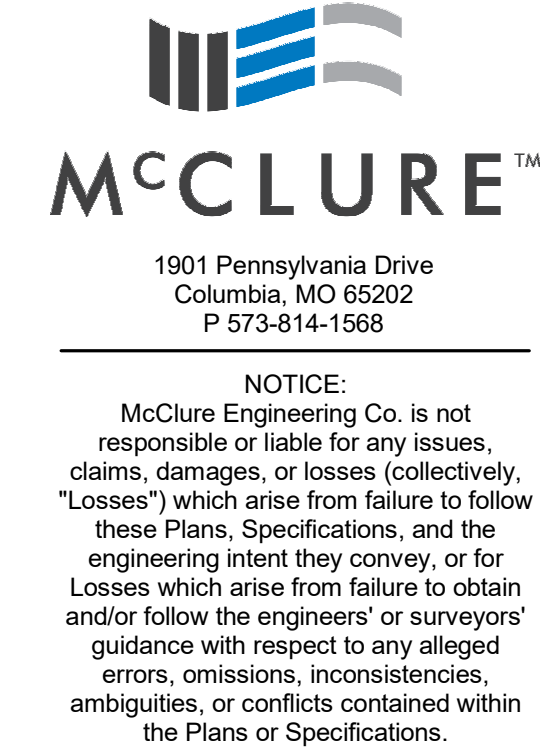 McCLURE™
1901 Pennsylvania Drive
Columbia, MO 65202
P 573-814-1568
NOTICE:
McClure Engineering Co. is not
responsible or liable for any issues,
claims, damages, or losses (collectively,
"Losses") which arise from failure to follow
these Plans, Specifications, and the
engineering intent they convey, or for
Losses which arise from failure to obtain
and/or follow the engineers' or surveyors'
guidance with respect to any alleged
errors, omissions, inconsistencies,
ambiguities, or conflicts contained within
the Plans or Specifications.